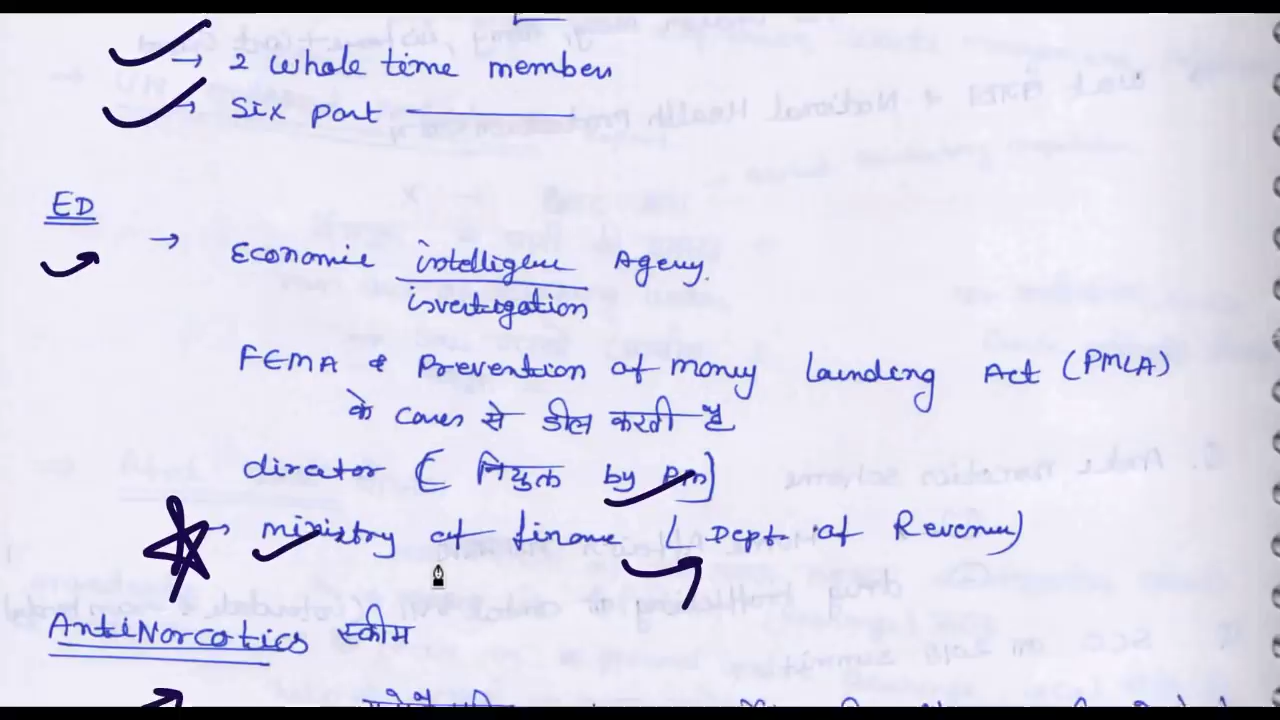 → 2 whole time member
→ Six part ———
ED
→ Economic intelligence Agency.
investigation
FEMA & Prevention of money Launding Act (PMLA)
के cases से डील करती है
director ( नियुक्त by Pm)
→ ministry of finance ( Dept. of Revenue)
AntiNarcotics स्कीम